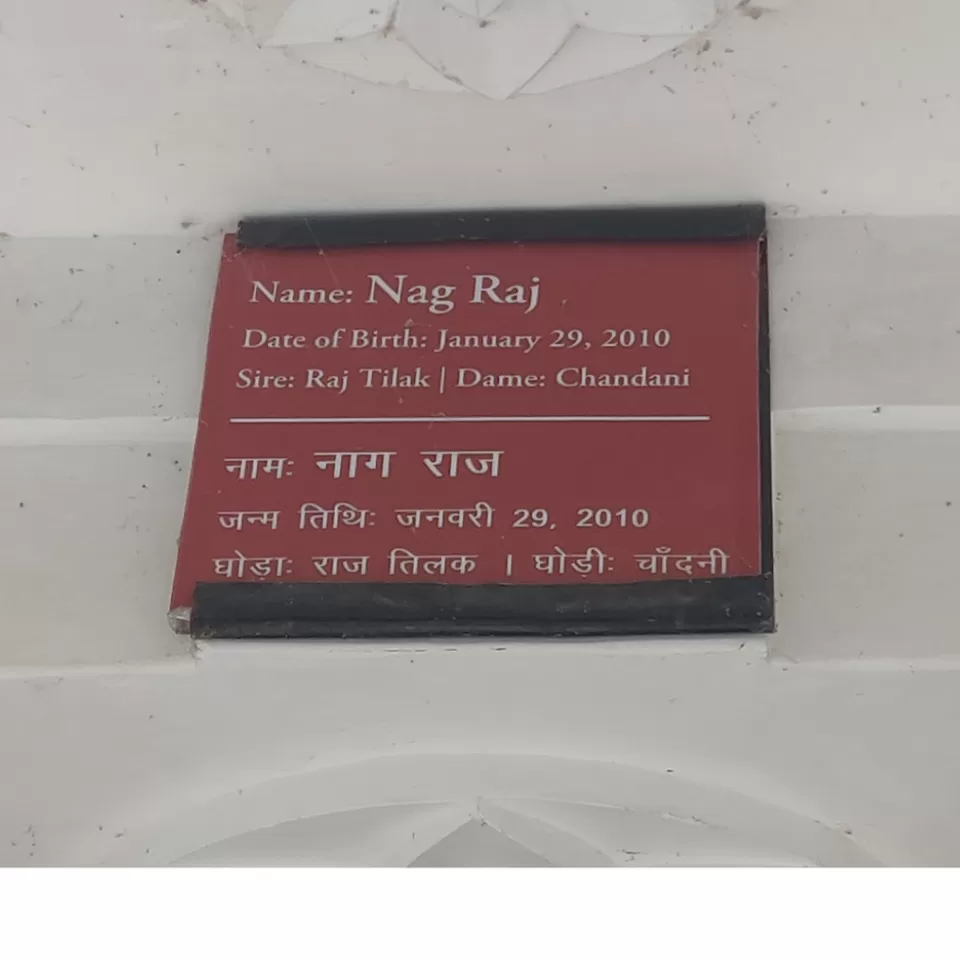 Name: Nag Raj
Date of Birth: January 29, 2010
Sire: Raj Tilak | Dame: Chandani
नामः नाग राज
जन्म तिथिः जनवरी 29, 2010
घोड़ाः राज तिलक । घोड़ीः चाँदनी